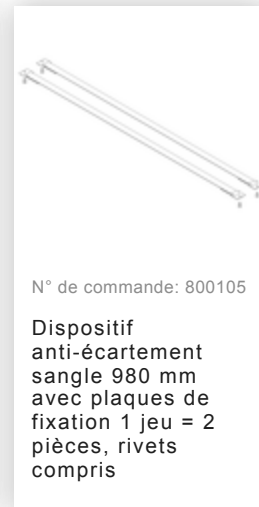 N° de commande: 800105
Dispositif
anti-écartement
sangle 980 mm
avec plaques de
fixation 1 jeu = 2
pièces, rivets
compris